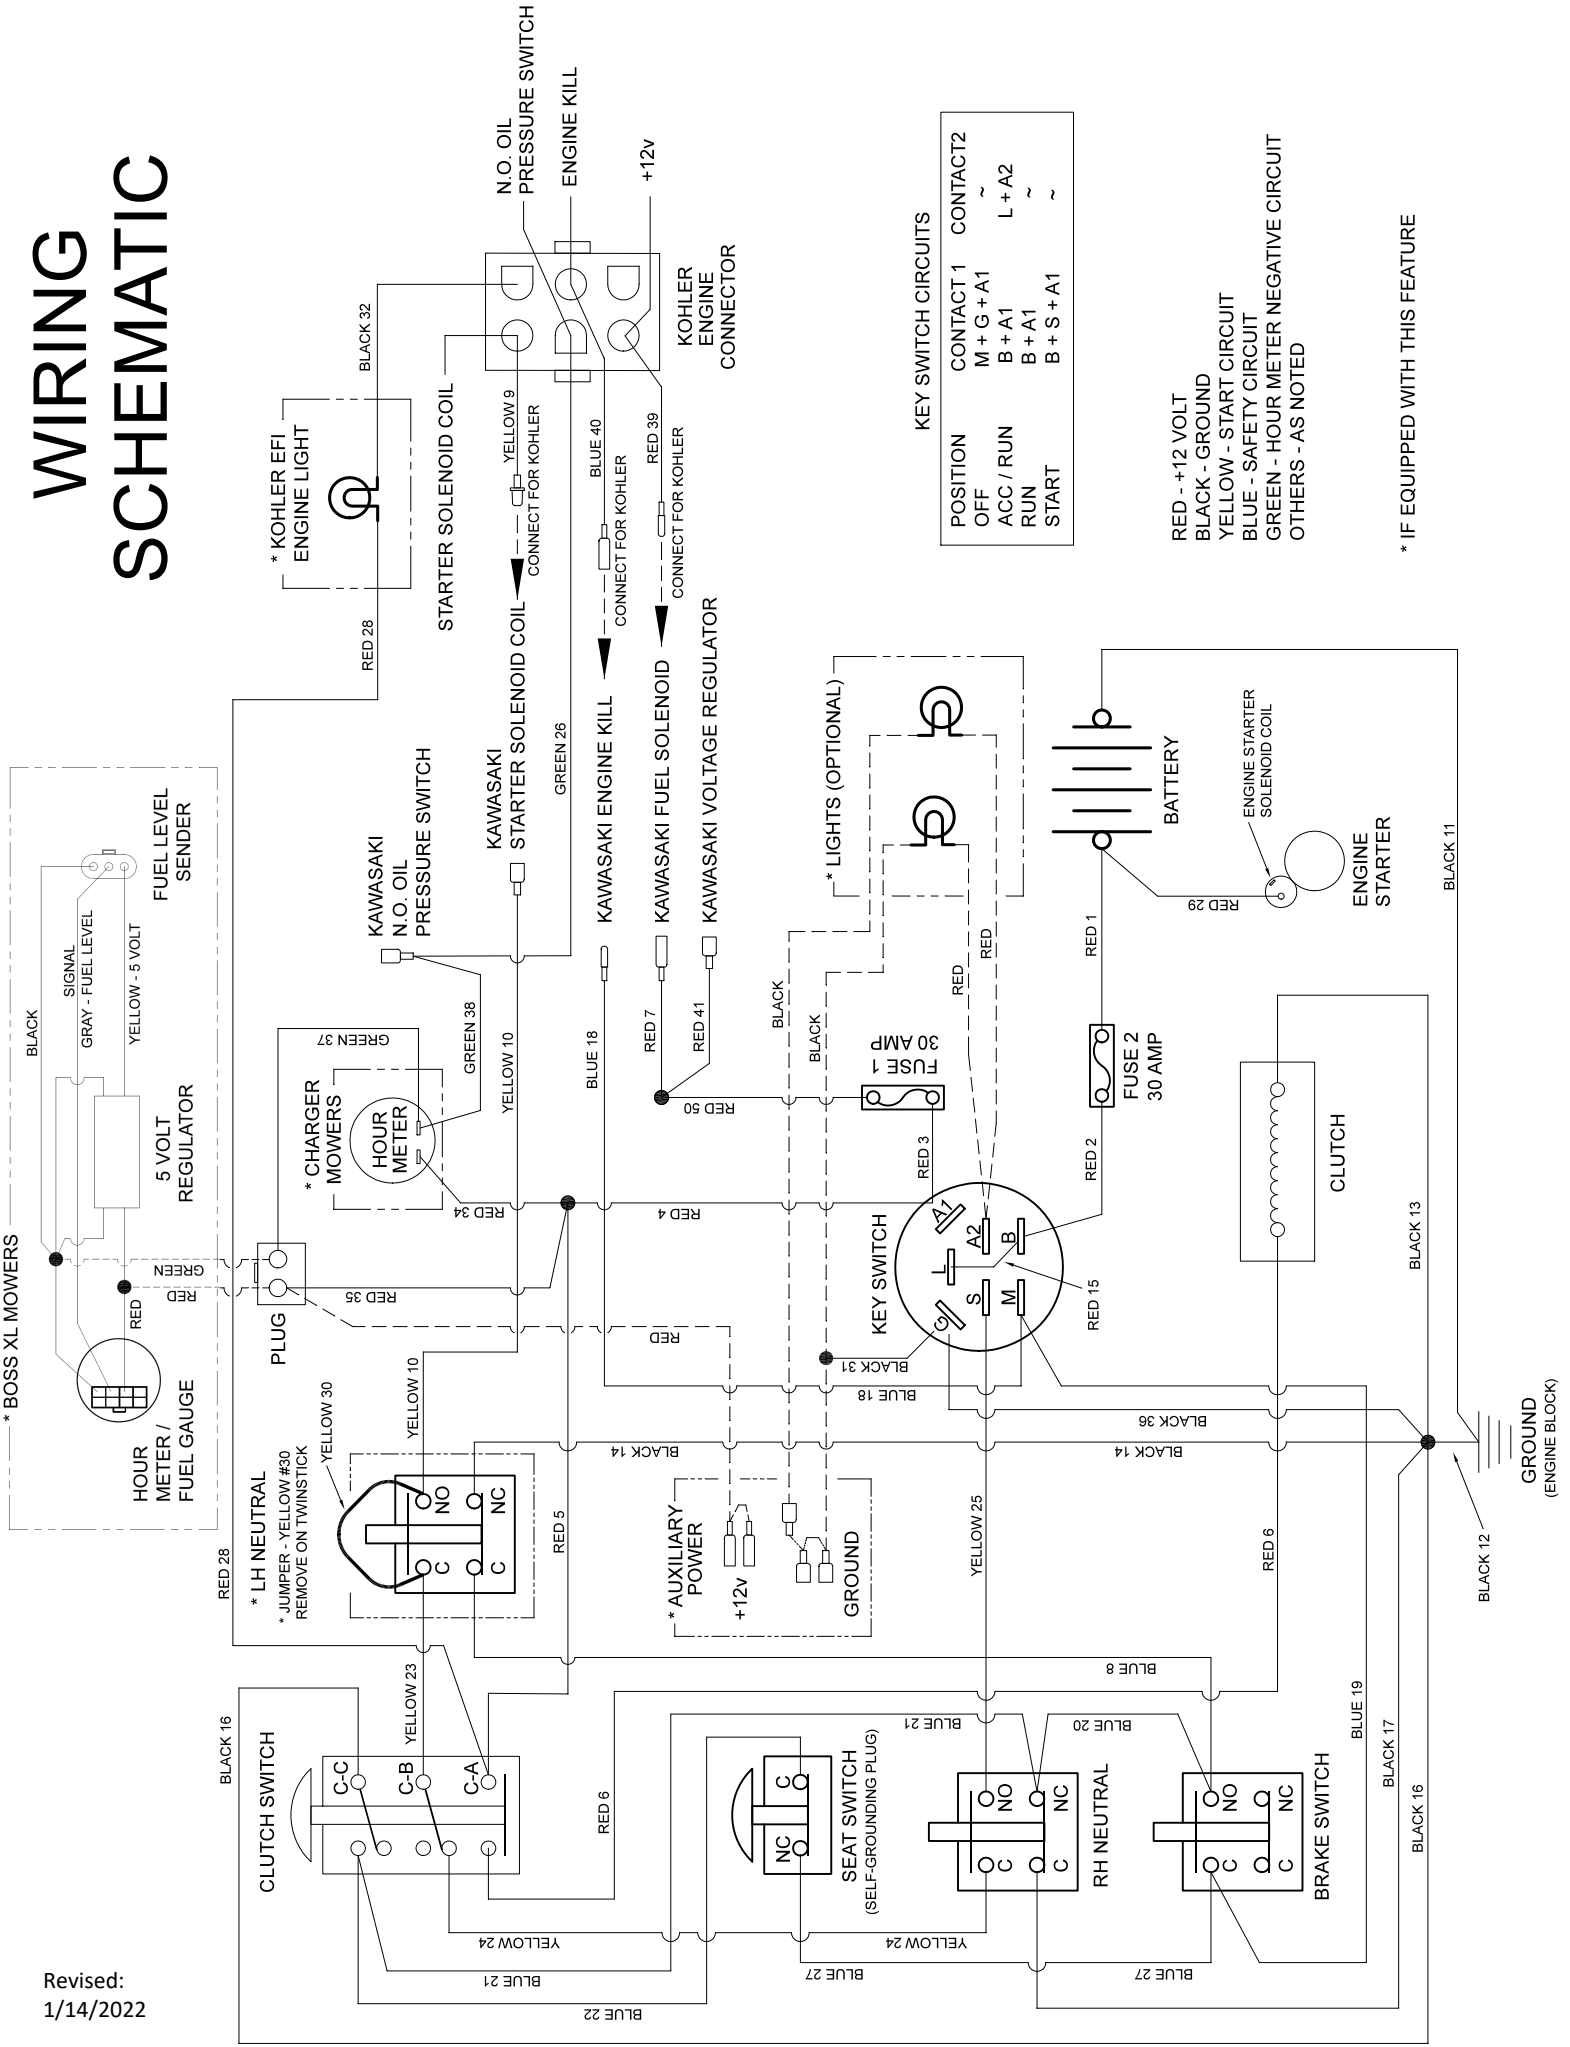 WIRING
SCHEMATIC
* BOSS XL MOWERS
HOUR
METER /
FUEL GAUGE
5 VOLT
REGULATOR
FUEL LEVEL
SENDER
BLACK
SIGNAL
GRAY - FUEL LEVEL
YELLOW - 5 VOLT
RED
RED
GREEN
PLUG
* CHARGER
MOWERS
HOUR
METER
GREEN 37
GREEN 38
RED 34
RED 35
RED
* KOHLER EFI
ENGINE LIGHT
RED 28
BLACK 32
RED 28
KAWASAKI
N.O. OIL
PRESSURE SWITCH
KAWASAKI
STARTER SOLENOID COIL
STARTER SOLENOID COIL
YELLOW 9
CONNECT FOR KOHLER
GREEN 26
KAWASAKI ENGINE KILL
BLUE 40
CONNECT FOR KOHLER
KAWASAKI FUEL SOLENOID
RED 39
CONNECT FOR KOHLER
KAWASAKI VOLTAGE REGULATOR
N.O. OIL
PRESSURE SWITCH
ENGINE KILL
+12v
KOHLER
ENGINE
CONNECTOR
YELLOW 10
YELLOW 10
BLUE 18
RED 7
RED 41
RED 50
FUSE 1
30 AMP
RED 3
RED 4
RED 5
* LH NEUTRAL
* JUMPER - YELLOW #30
REMOVE ON TWINSTICK
YELLOW 30
C
NO
C
NC
BLACK 14
BLACK 14
* AUXILIARY
POWER
+12v
GROUND
BLACK
BLACK
* LIGHTS (OPTIONAL)
RED
RED
KEY SWITCH
G
L
A1
S
A2
M
B
BLACK 31
BLUE 18
BLACK 36
RED 15
YELLOW 25
RED 2
FUSE 2
30 AMP
RED 1
BATTERY
RED 29
ENGINE STARTER
SOLENOID COIL
ENGINE
STARTER
BLACK 11
CLUTCH
BLACK 13
RED 6
GROUND
(ENGINE BLOCK)
BLACK 12
CLUTCH SWITCH
C-C
C-B
C-A
BLACK 16
YELLOW 23
RED 6
YELLOW 24
YELLOW 24
BLUE 21
BLUE 21
BLUE 22
BLUE 8
BLUE 20
SEAT SWITCH
(SELF-GROUNDING PLUG)
NC
C
BLUE 27
BLUE 27
RH NEUTRAL
C
NO
C
NC
BRAKE SWITCH
C
NO
C
NC
BLUE 19
BLACK 17
BLACK 16
KEY SWITCH CIRCUITS
POSITION CONTACT 1 CONTACT2
OFF M + G + A1 ~
ACC / RUN B + A1 L + A2
RUN B + A1 ~
START B + S + A1 ~
RED - +12 VOLT
BLACK - GROUND
YELLOW - START CIRCUIT
BLUE - SAFETY CIRCUIT
GREEN - HOUR METER NEGATIVE CIRCUIT
OTHERS - AS NOTED
* IF EQUIPPED WITH THIS FEATURE
Revised:
1/14/2022